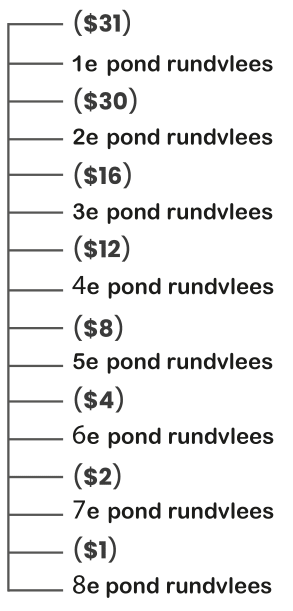 ($31)
1e pond rundvlees
($30)
2e pond rundvlees
($16)
3e pond rundvlees
($12)
4e pond rundvlees
($8)
5e pond rundvlees
($4)
6e pond rundvlees
($2)
7e pond rundvlees
($1)
8e pond rundvlees